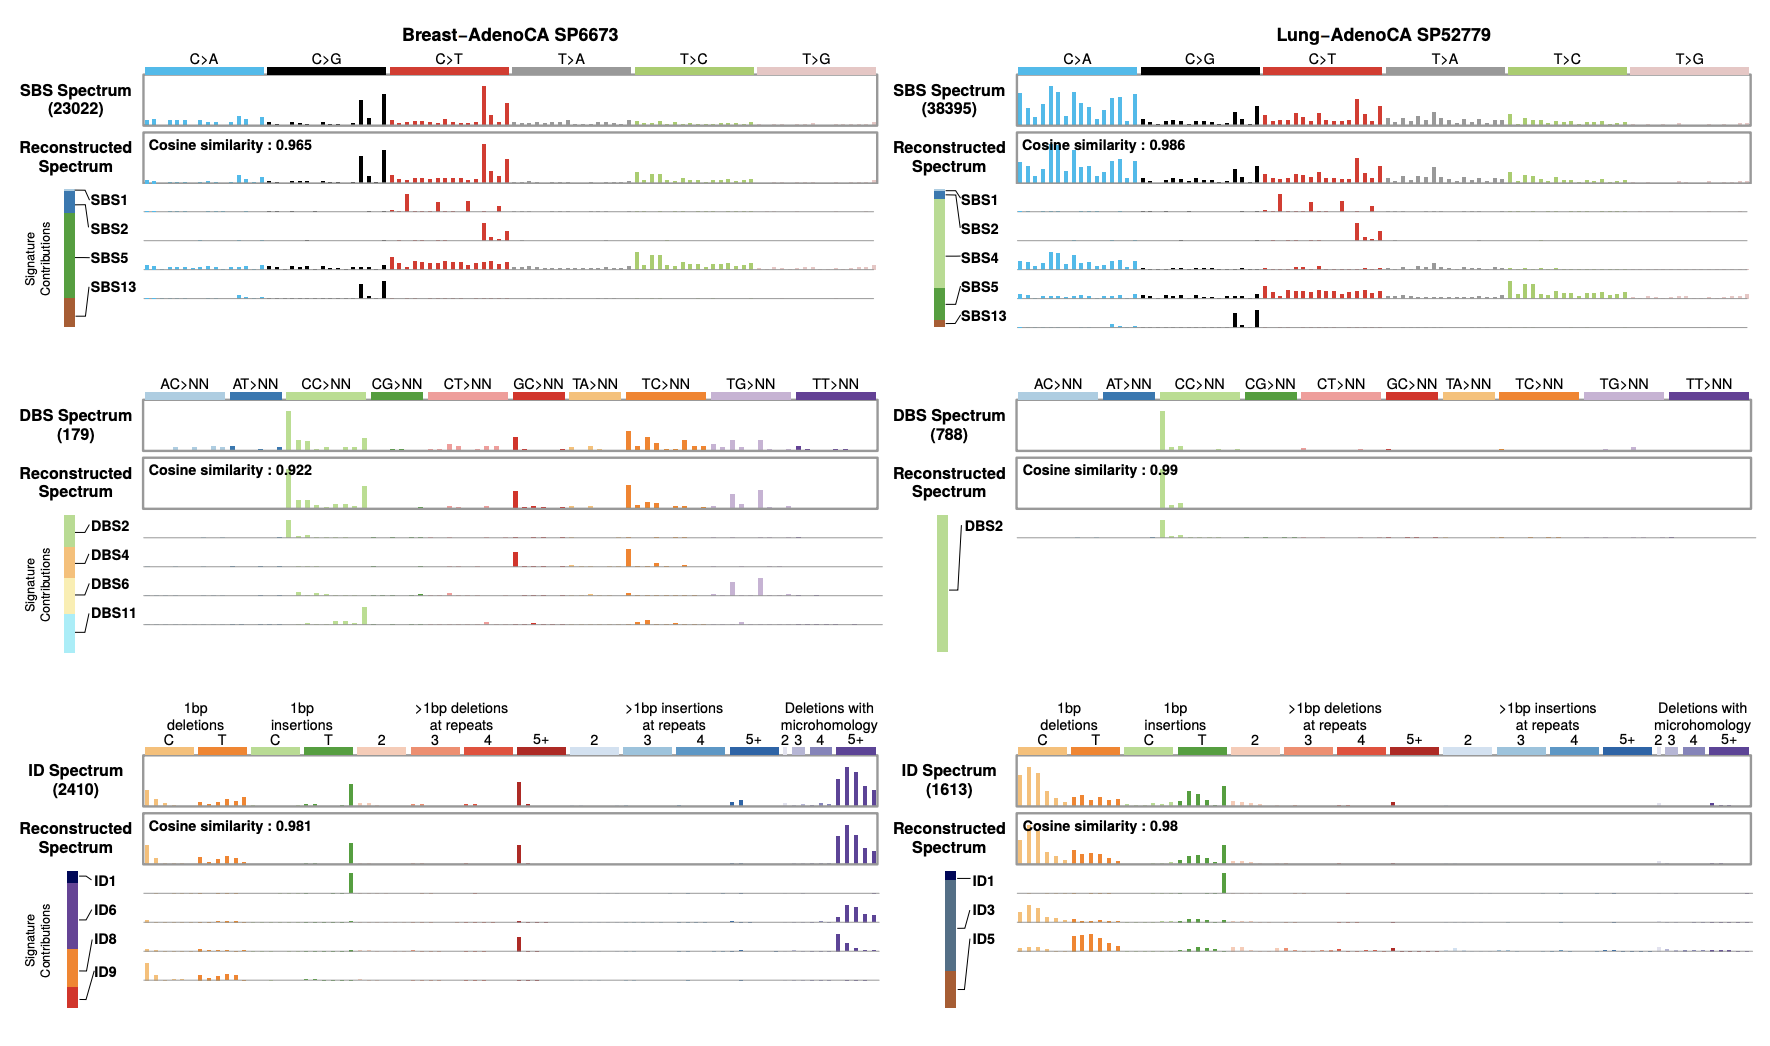 Breast–AdenoCA SP6673
C>A C>G C>T T>A T>C T>G
SBS Spectrum
(23022)
Reconstructed
Spectrum
Cosine similarity : 0.965
Signature
Contributions
SBS1
SBS2
SBS5
SBS13
AC>NN AT>NN CC>NN CG>NN CT>NN GC>NN TA>NN TC>NN TG>NN TT>NN
DBS Spectrum
(179)
Reconstructed
Spectrum
Cosine similarity : 0.922
Signature
Contributions
DBS2
DBS4
DBS6
DBS11
1bp
deletions
1bp
insertions
>1bp deletions
at repeats
>1bp insertions
at repeats
Deletions with
microhomology
C T C T 2 3 4 5+ 2 3 4 5+ 2 3 4 5+
ID Spectrum
(2410)
Reconstructed
Spectrum
Cosine similarity : 0.981
Signature
Contributions
ID1
ID6
ID8
ID9
Lung–AdenoCA SP52779
C>A C>G C>T T>A T>C T>G
SBS Spectrum
(38395)
Reconstructed
Spectrum
Cosine similarity : 0.986
SBS1
SBS2
SBS4
SBS5
SBS13
AC>NN AT>NN CC>NN CG>NN CT>NN GC>NN TA>NN TC>NN TG>NN TT>NN
DBS Spectrum
(788)
Reconstructed
Spectrum
Cosine similarity : 0.99
DBS2
1bp
deletions
1bp
insertions
>1bp deletions
at repeats
>1bp insertions
at repeats
Deletions with
microhomology
C T C T 2 3 4 5+ 2 3 4 5+ 2 3 4 5+
ID Spectrum
(1613)
Reconstructed
Spectrum
Cosine similarity : 0.98
ID1
ID3
ID5